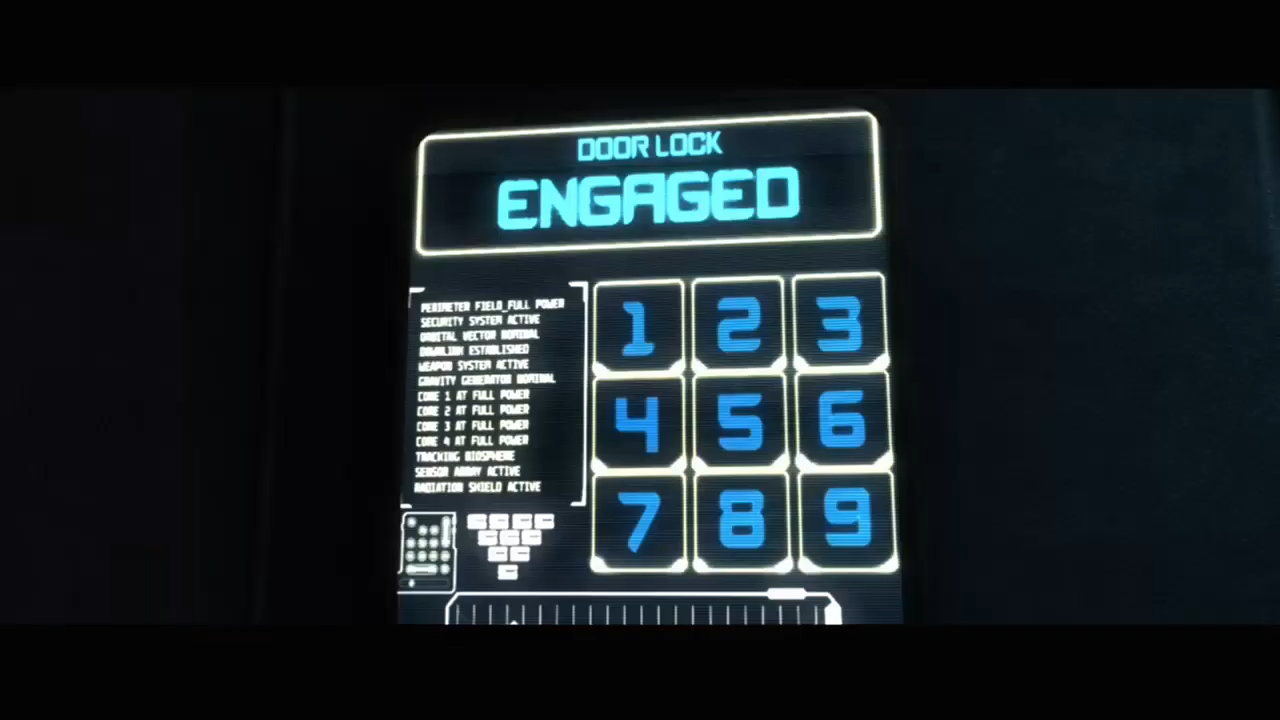 DOOR LOCK
ENGAGED
PERIMETER FIELD_FULL POWER
SECURITY SYSTEM ACTIVE
ORBITAL VECTOR NOMINAL
DOWNLINK ESTABLISHED
WEAPON SYSTEM ACTIVE
GRAVITY GENERATOR NOMINAL
CORE 1 AT FULL POWER
CORE 2 AT FULL POWER
CORE 3 AT FULL POWER
CORE 4 AT FULL POWER
TRACKING BIOSPHERE
SENSOR ARRAY ACTIVE
RADIATION SHIELD ACTIVE
1 2 3
4 5 6
7 8 9